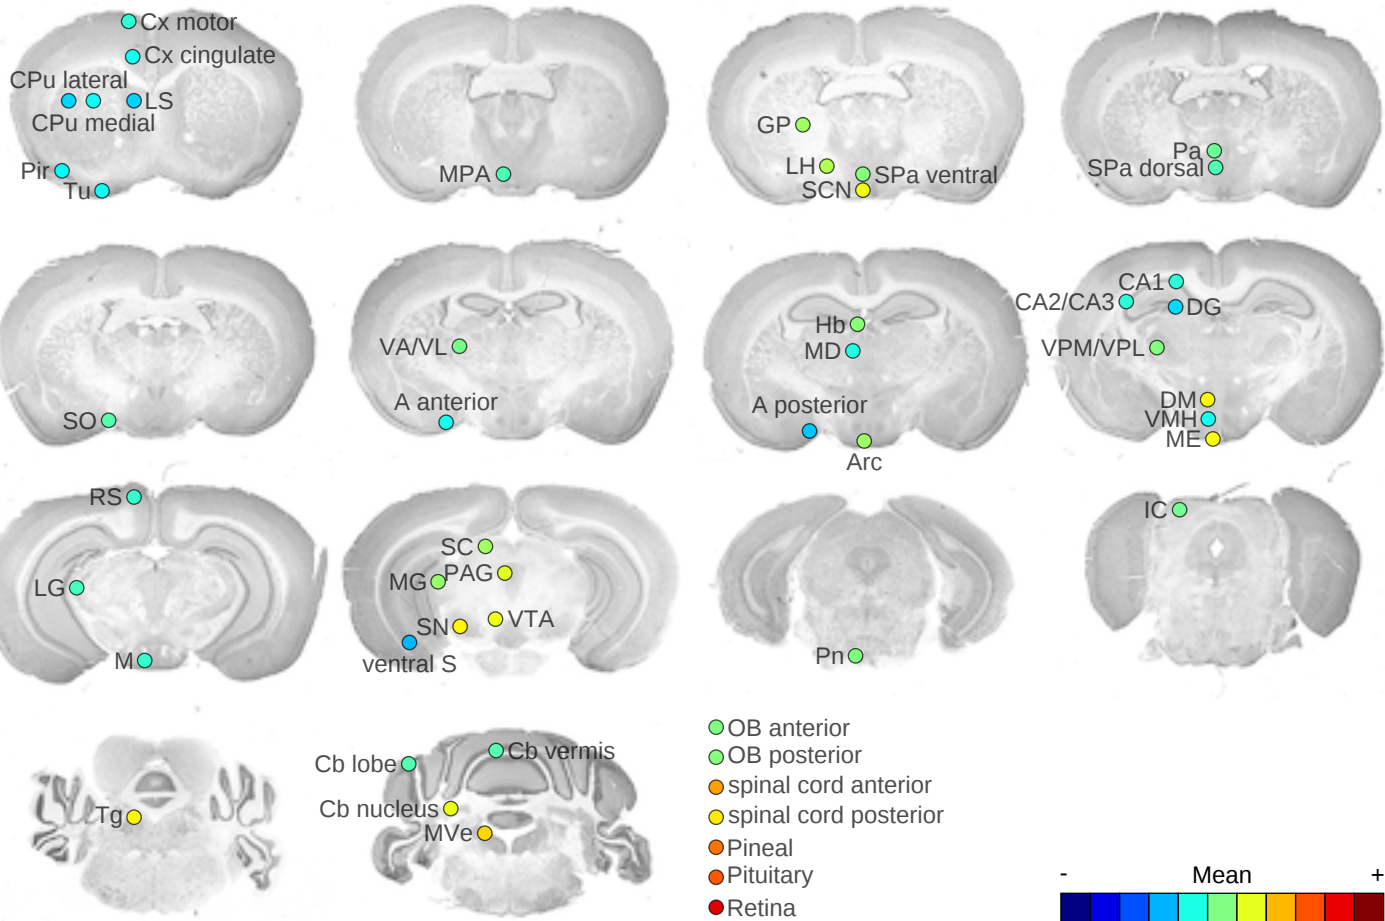 Cx motor
Cx cingulate
CPu lateral
LS
CPu medial
Pir
Tu
MPA
GP
LH
SPa ventral
SCN
Pa
SPa dorsal
SO
VA/VL
A anterior
Hb
MD
A posterior
Arc
CA1
CA2/CA3
DG
VPM/VPL
DM
VMH
ME
RS
LG
M
SC
MG
PAG
SN
VTA
ventral S
Pn
IC
Tg
Cb lobe
Cb vermis
Cb nucleus
MVe
OB anterior
OB posterior
spinal cord anterior
spinal cord posterior
Pineal
Pituitary
Retina
- Mean +